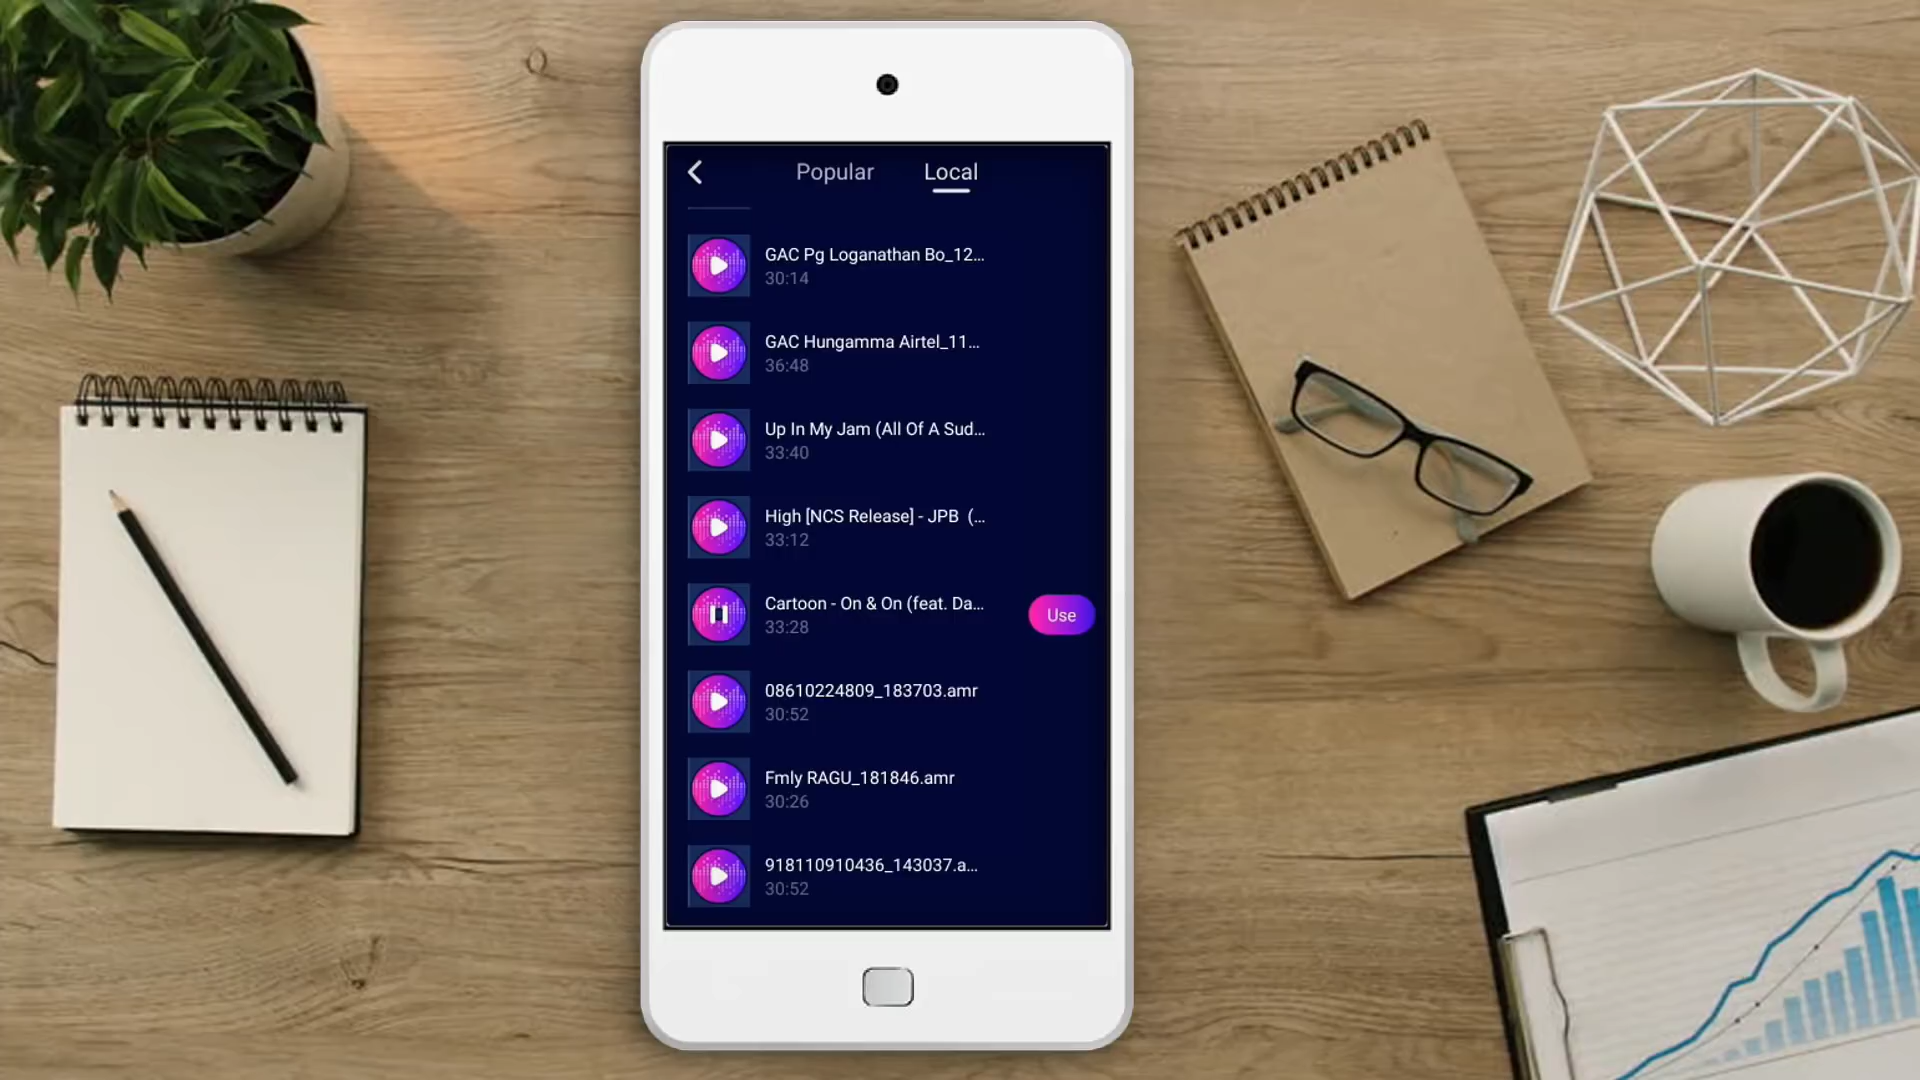 Popular Local
GAC Pg Loganathan Bo_12...
30:14
GAC Hungamma Airtel_11...
36:48
Up In My Jam (All Of A Sud...
33:40
High [NCS Release] - JPB (...
33:12
Cartoon - On & On (feat. Da...
33:28
Use
08610224809_183703.amr
30:52
Fmly RAGU_181846.amr
30:26
918110910436_143037.a...
30:52